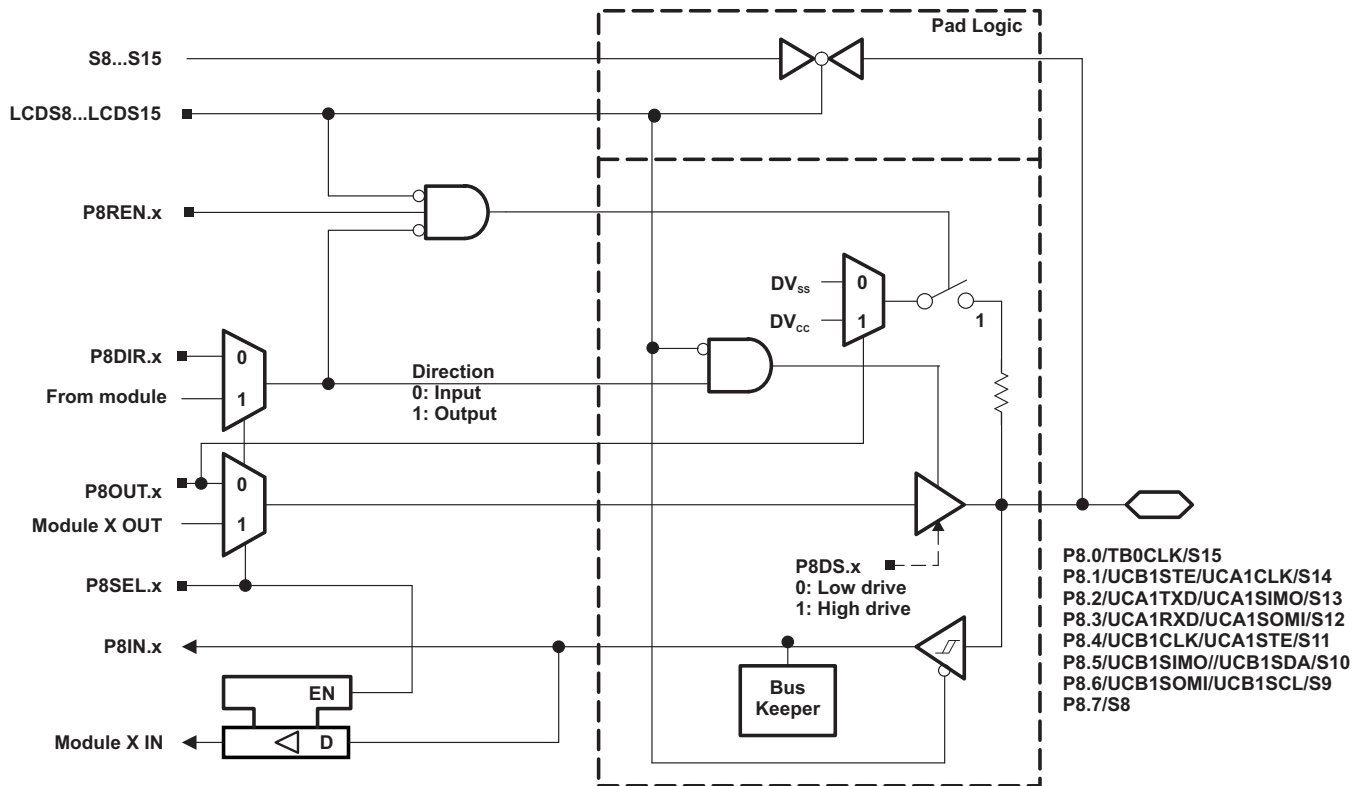 Pad Logic
S8...S15
LCDS8...LCDS15
P8REN.x
DVSS
0
DVCC
1
1
P8DIR.x
0
From module
1
Direction
0: Input
1: Output
P8OUT.x
0
Module X OUT
1
P8DS.x
0: Low drive
1: High drive
P8SEL.x
P8IN.x
Bus
Keeper
EN
Module X IN
D
P8.0/TB0CLK/S15
P8.1/UCB1STE/UCA1CLK/S14
P8.2/UCA1TXD/UCA1SIMO/S13
P8.3/UCA1RXD/UCA1SOMI/S12
P8.4/UCB1CLK/UCA1STE/S11
P8.5/UCB1SIMO//UCB1SDA/S10
P8.6/UCB1SOMI/UCB1SCL/S9
P8.7/S8